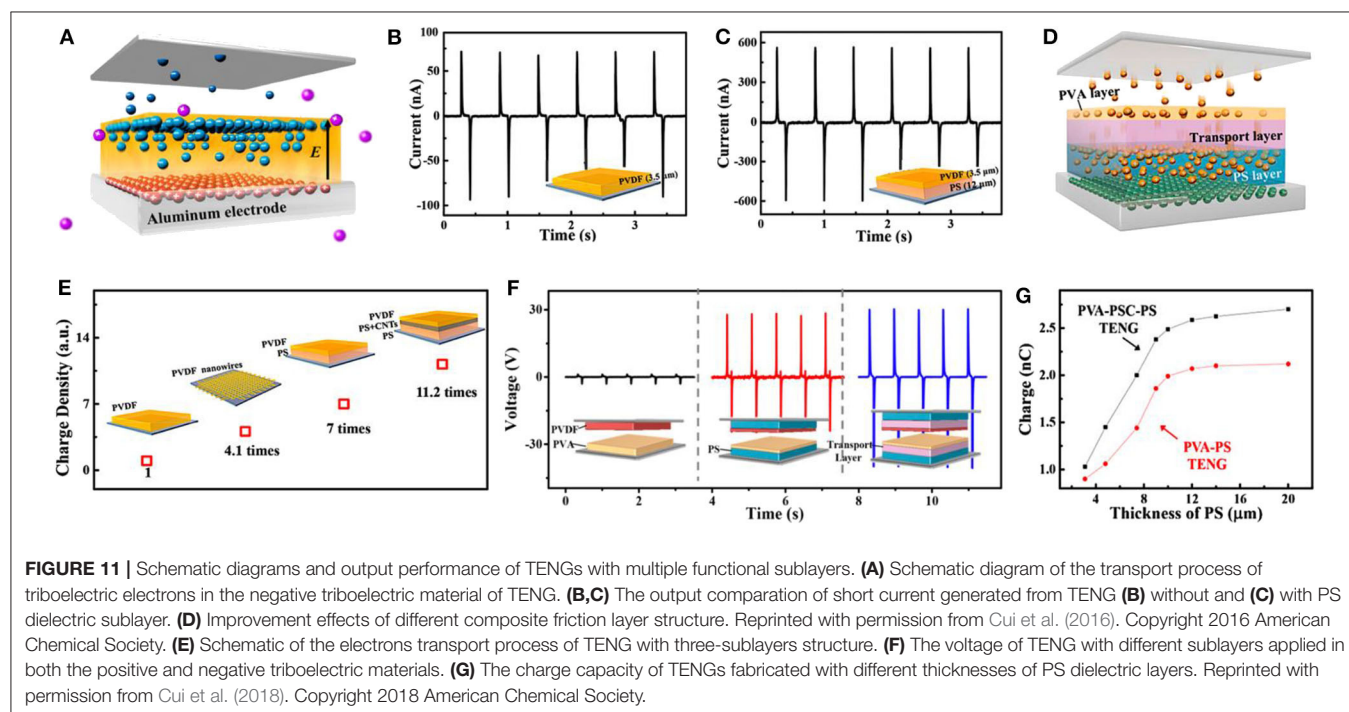 A
E
Aluminum electrode
B
100
50
0
-50
-100
Current (nA)
PVDF (3.5 μm)
0 1 2 3
Time (s)
C
600
300
0
-300
-600
Current (nA)
PVDF (3.5 μm)
PS (12 μm)
0 1 2 3
Time (s)
D
PVA layer
Transport layer
PS layer
E
14
7
0
Charge Density (a.u.)
PVDF
1
PVDF nanowires
4.1 times
PVDF
PS
7 times
PVDF
PS+CNTs
PS
11.2 times
F
30
0
-30
Voltage (V)
PVDF
PVA
PS
Transport
Layer
0 2 4 6 8 10
Time (s)
G
2.5
2.0
1.5
1.0
Charge (nC)
PVA-PSC-PS
TENG
PVA-PS
TENG
4 8 12 16 20
Thickness of PS (μm)
FIGURE 11 | Schematic diagrams and output performance of TENGs with multiple functional sublayers. (A) Schematic diagram of the transport process of
triboelectric electrons in the negative triboelectric material of TENG. (B,C) The output comparation of short current generated from TENG (B) without and (C) with PS
dielectric sublayer. (D) Improvement effects of different composite friction layer structure. Reprinted with permission from Cui et al. (2016). Copyright 2016 American
Chemical Society. (E) Schematic of the electrons transport process of TENG with three-sublayers structure. (F) The voltage of TENG with different sublayers applied in
both the positive and negative triboelectric materials. (G) The charge capacity of TENGs fabricated with different thicknesses of PS dielectric layers. Reprinted with
permission from Cui et al. (2018). Copyright 2018 American Chemical Society.